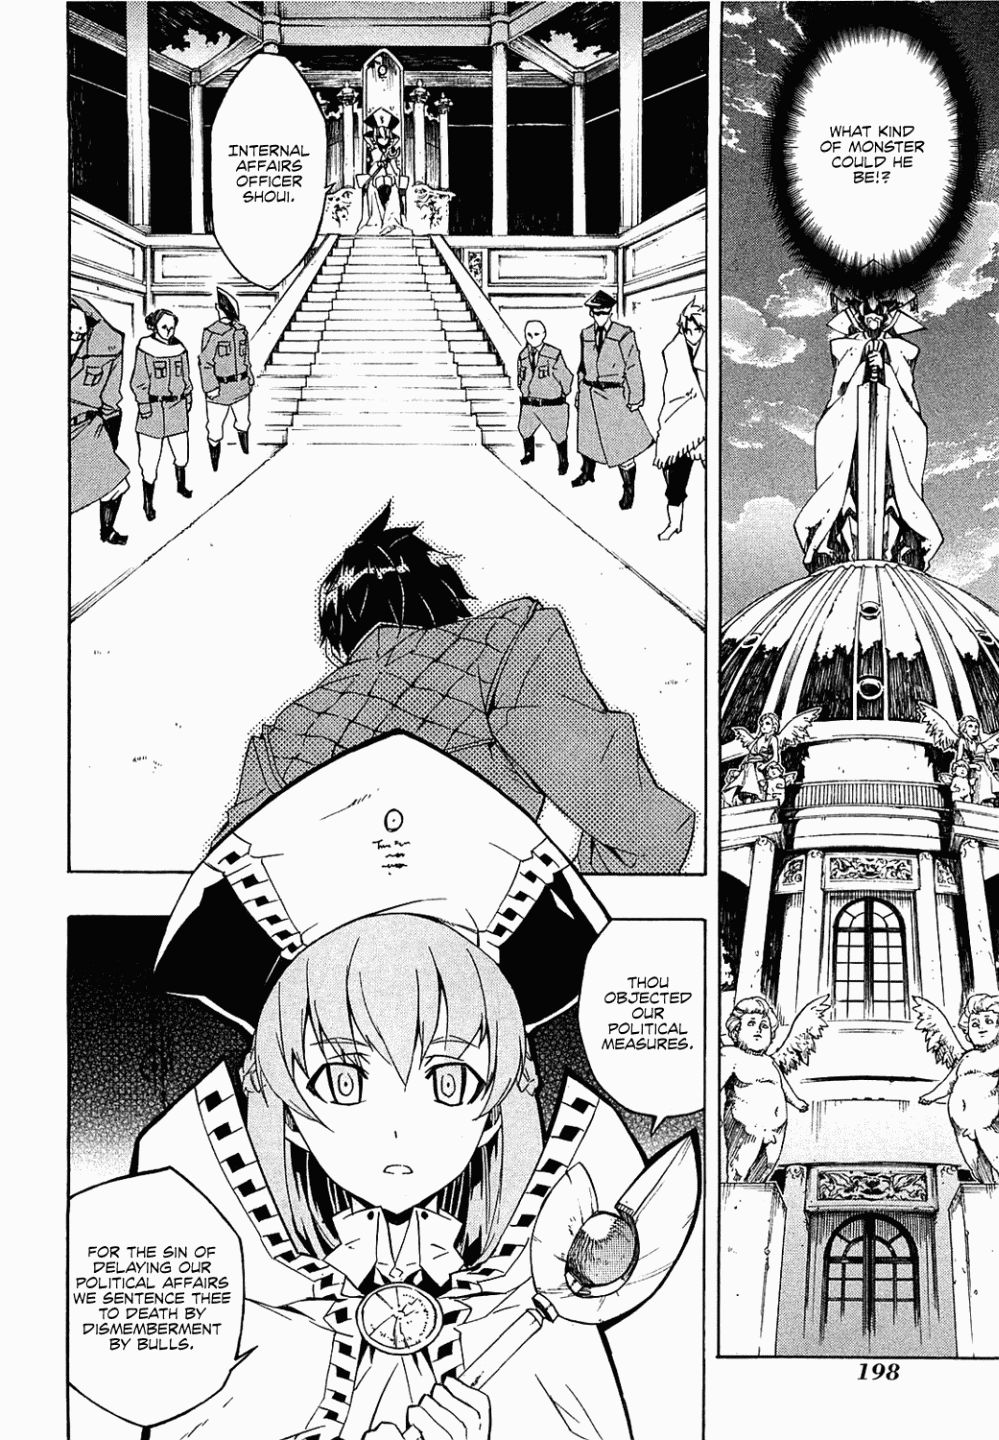 WHAT KIND
OF MONSTER
COULD HE
BE!?
INTERNAL
AFFAIRS
OFFICER
SHOUI.
THOU
OBJECTED
OUR
POLITICAL
MEASURES.
FOR THE SIN OF
DELAYING OUR
POLITICAL AFFAIRS
WE SENTENCE THEE
TO DEATH BY
DISMEMBERMENT
BY BULLS.
198